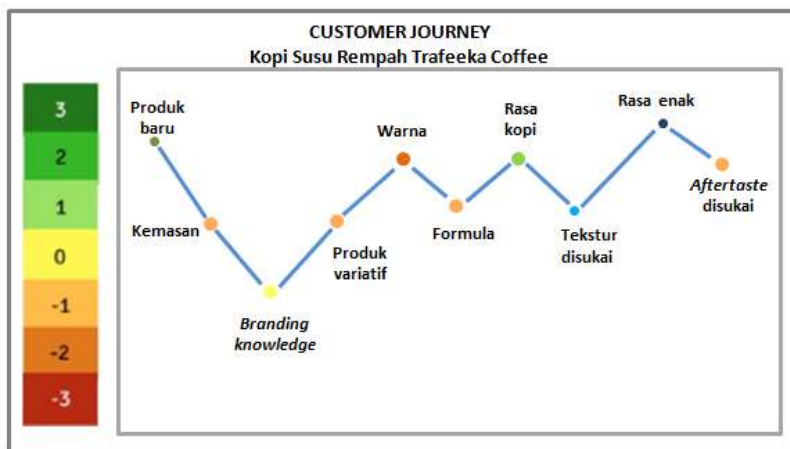 CUSTOMER JOURNEY
Kopi Susu Rempah Trafeeka Coffee
3
2
1
0
-1
-2
-3
Produk
baru
Kemasan
Branding
knowledge
Produk
variatif
Warna
Formula
Rasa
kopi
Tekstur
disukai
Rasa enak
Aftertaste
disukai